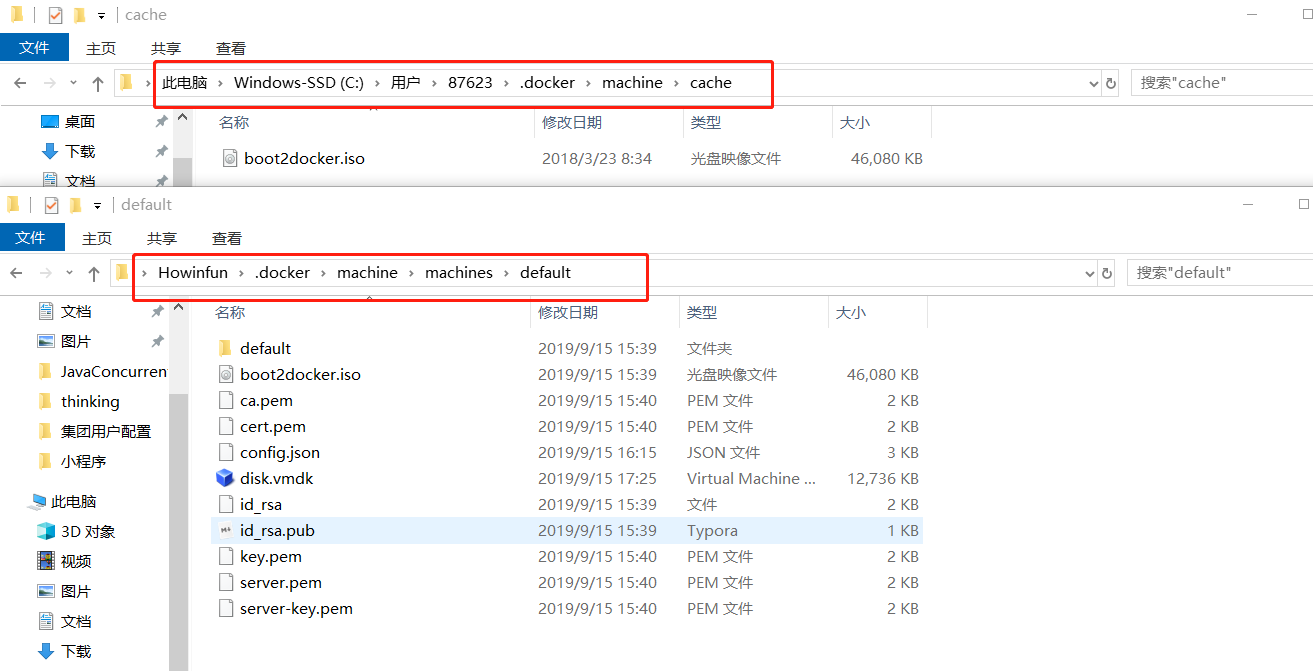 cache
文件 主页 共享 查看
此电脑 › Windows-SSD (C:) › 用户 › 87623 › .docker › machine › cache 搜索"cache"
桌面 名称 修改日期 类型 大小
下载 boot2docker.iso 2018/3/23 8:34 光盘映像文件 46,080 KB
文档
default
文件 主页 共享 查看
› Howinfun › .docker › machine › machines › default 搜索"default"
文档 名称 修改日期 类型 大小
图片 default 2019/9/15 15:39 文件夹
JavaConcurren boot2docker.iso 2019/9/15 15:39 光盘映像文件 46,080 KB
thinking ca.pem 2019/9/15 15:40 PEM 文件 2 KB
集团用户配置 cert.pem 2019/9/15 15:40 PEM 文件 2 KB
小程序 config.json 2019/9/15 16:15 JSON 文件 3 KB
disk.vmdk 2019/9/15 17:25 Virtual Machine ... 12,736 KB
此电脑 id_rsa 2019/9/15 15:39 文件 2 KB
3D 对象 id_rsa.pub 2019/9/15 15:39 Typora 1 KB
视频 key.pem 2019/9/15 15:40 PEM 文件 2 KB
图片 server.pem 2019/9/15 15:40 PEM 文件 2 KB
文档 server-key.pem 2019/9/15 15:40 PEM 文件 2 KB
下载